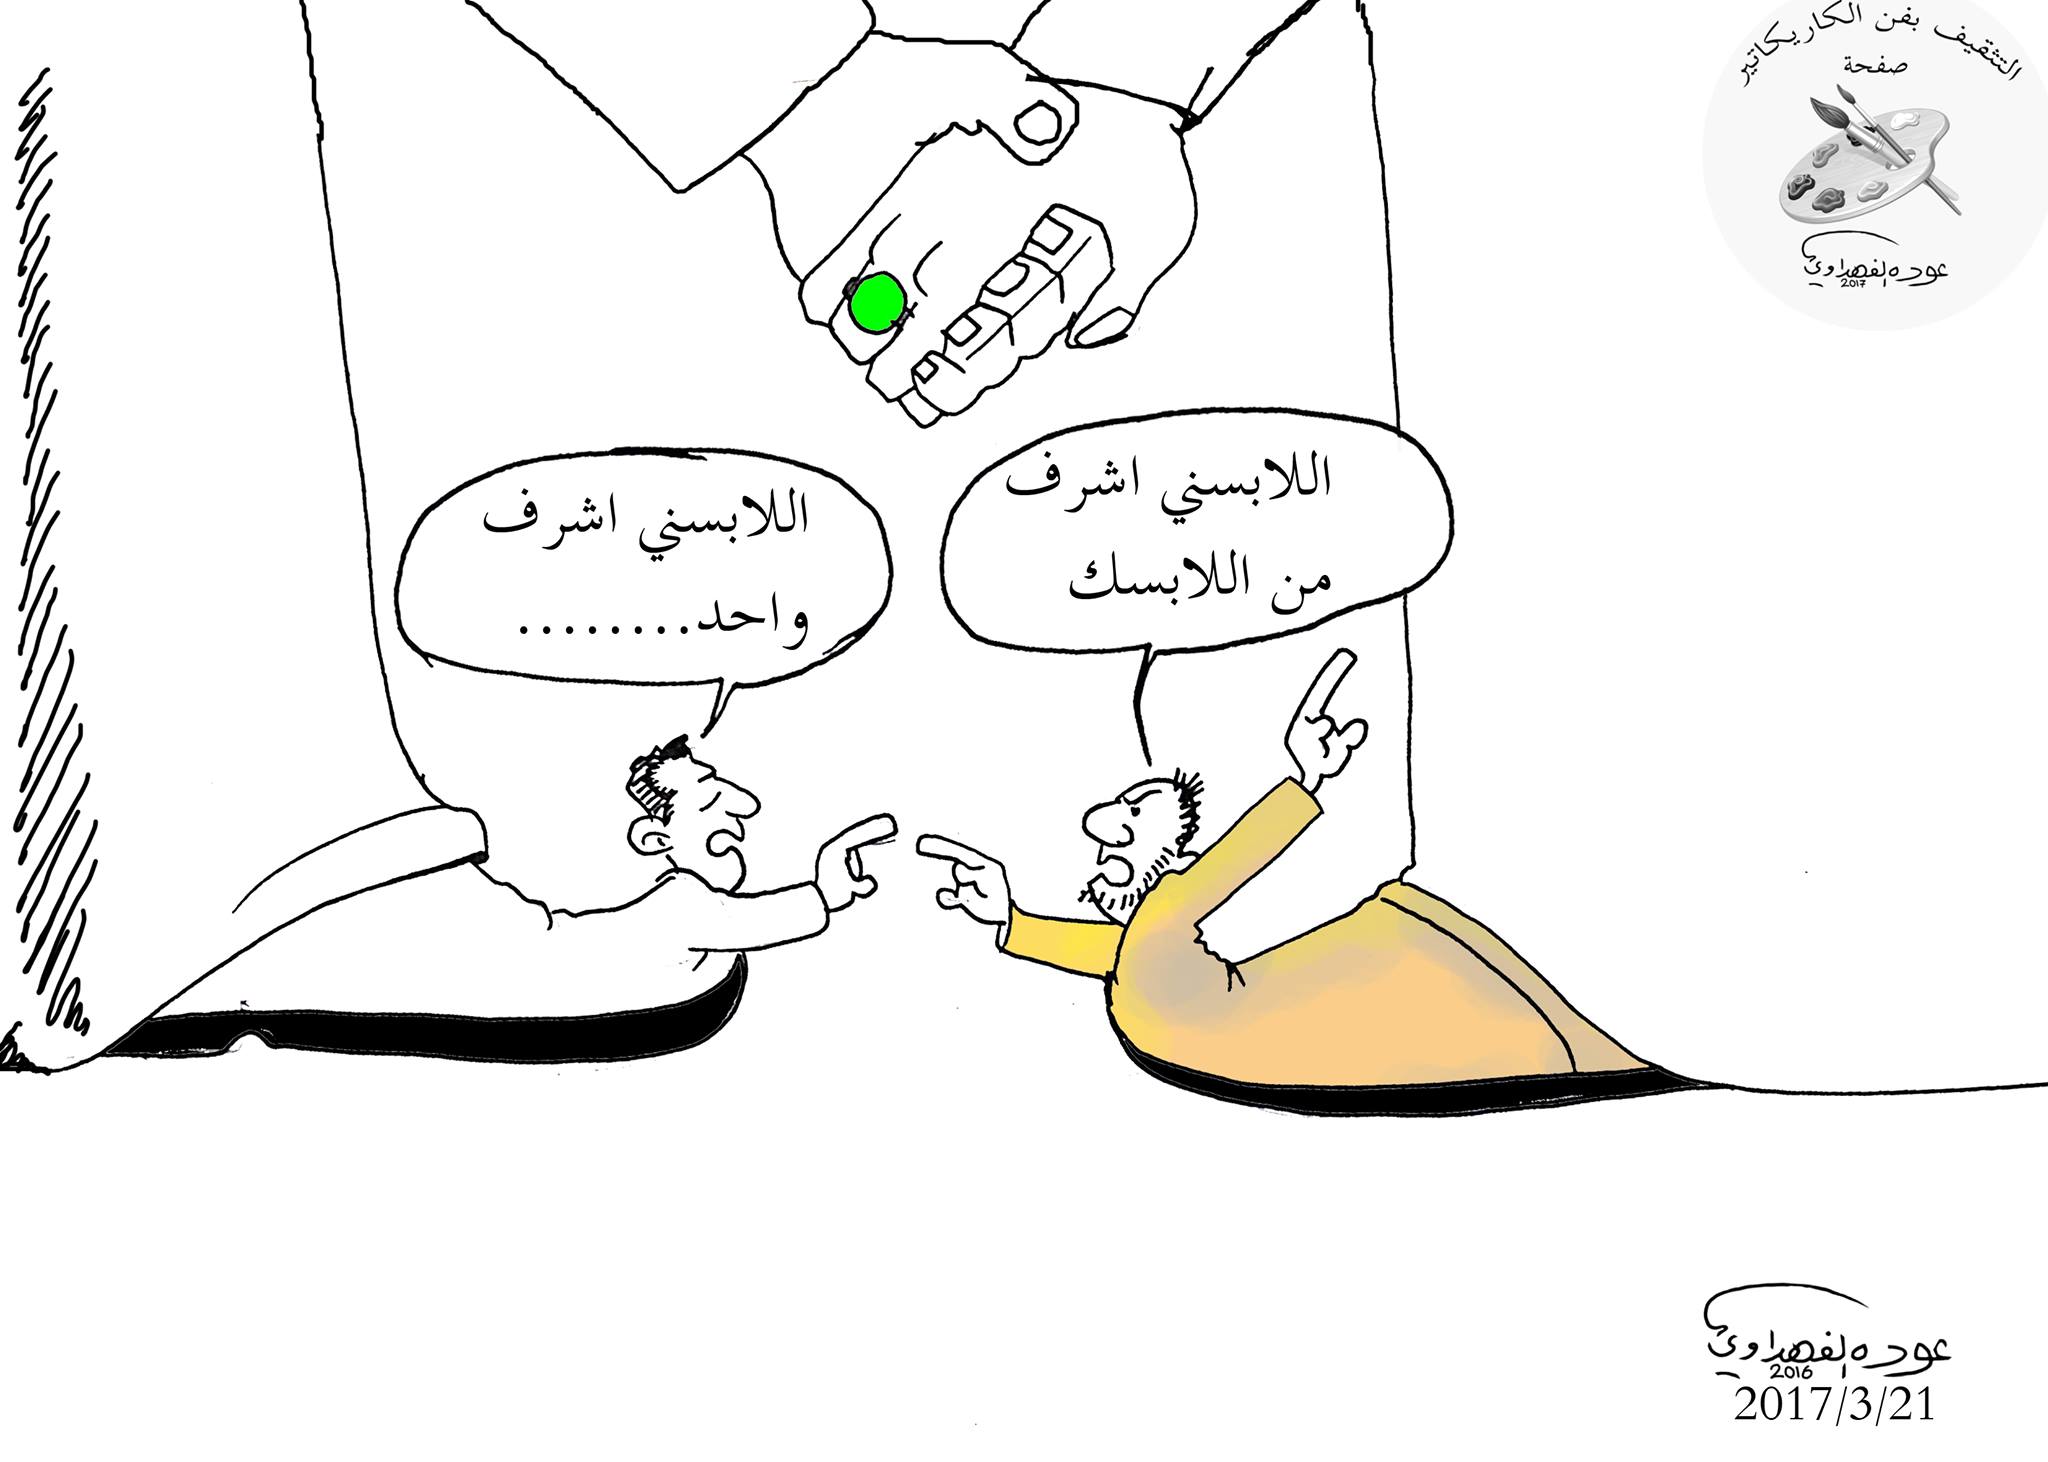 التثقيف بفن الكاريكاتير
صفحة
عوده الفهداوي
2017
اللابسني اشرف
من اللابسك
اللابسني اشرف
واحد........
عوده الفهداوي
2016
2017/3/21